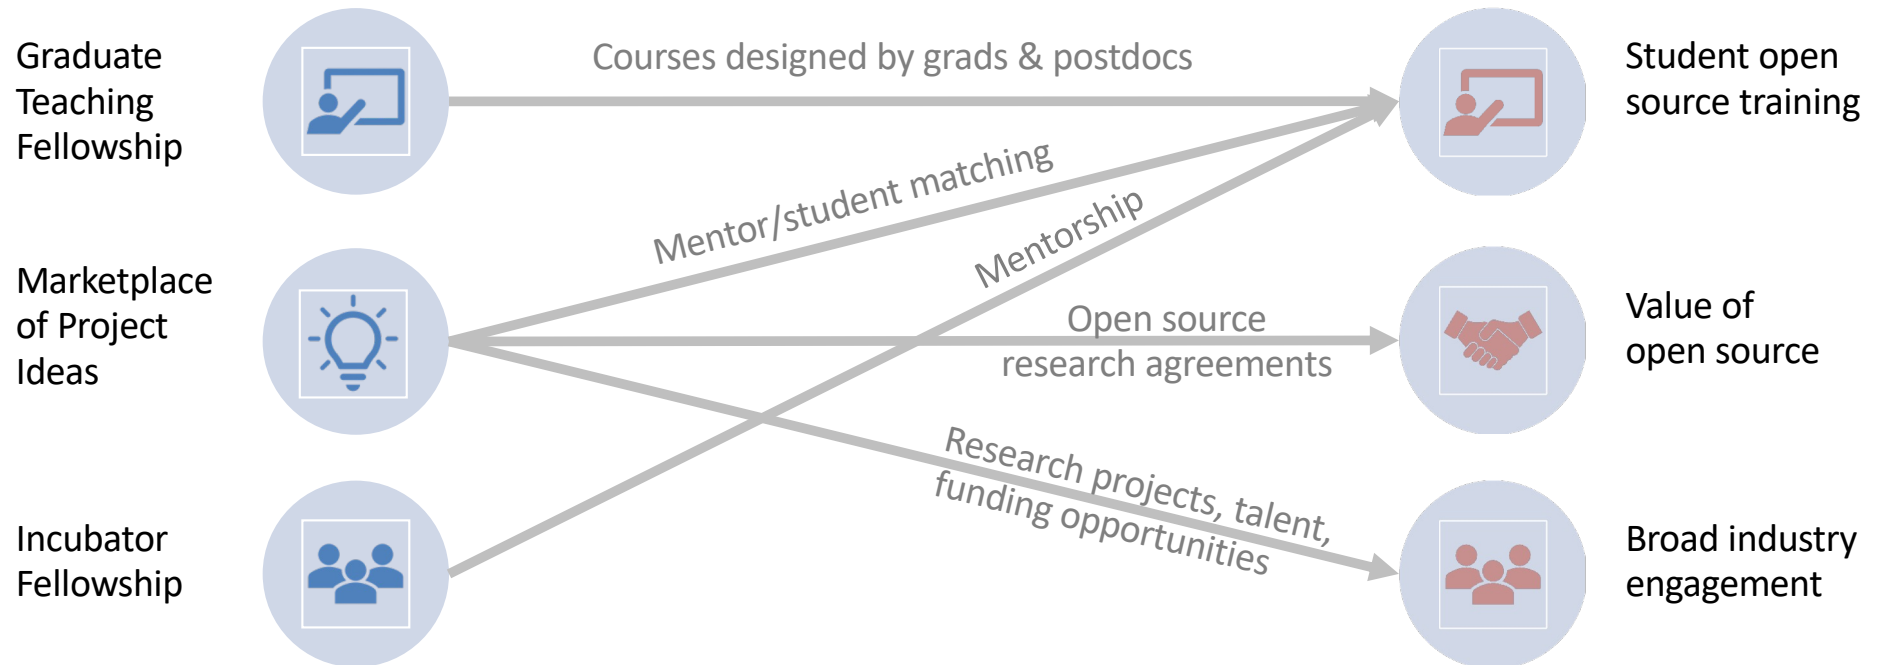 Graduate
Teaching
Fellowship
Courses designed by grads & postdocs
Student open
source training
Mentor/student matching
Mentorship
Marketplace
of Project
Ideas
Open source
research agreements
Value of
open source
Research projects, talent,
funding opportunities
Incubator
Fellowship
Broad industry
engagement